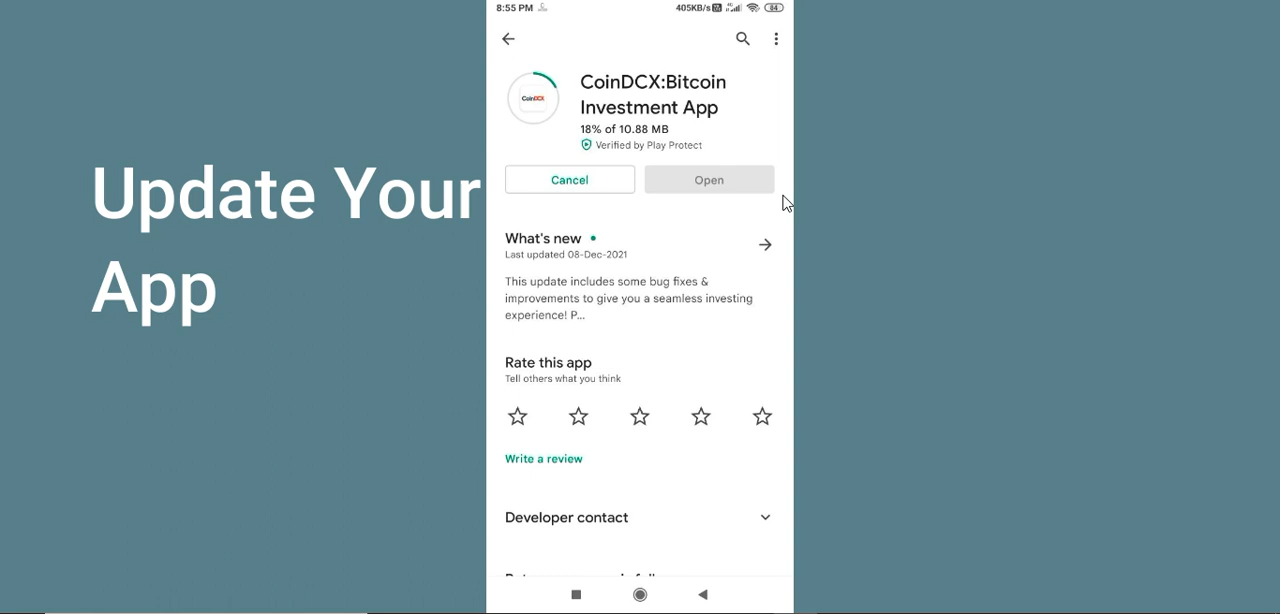 8:55 PM 405KB/s 84
CoinDCX
CoinDCX:Bitcoin
Investment App
18% of 10.88 MB
Verified by Play Protect
Cancel Open
Update Your
App
What's new
Last updated 08-Dec-2021
This update includes some bug fixes &
improvements to give you a seamless investing
experience! P...
Rate this app
Tell others what you think
Write a review
Developer contact